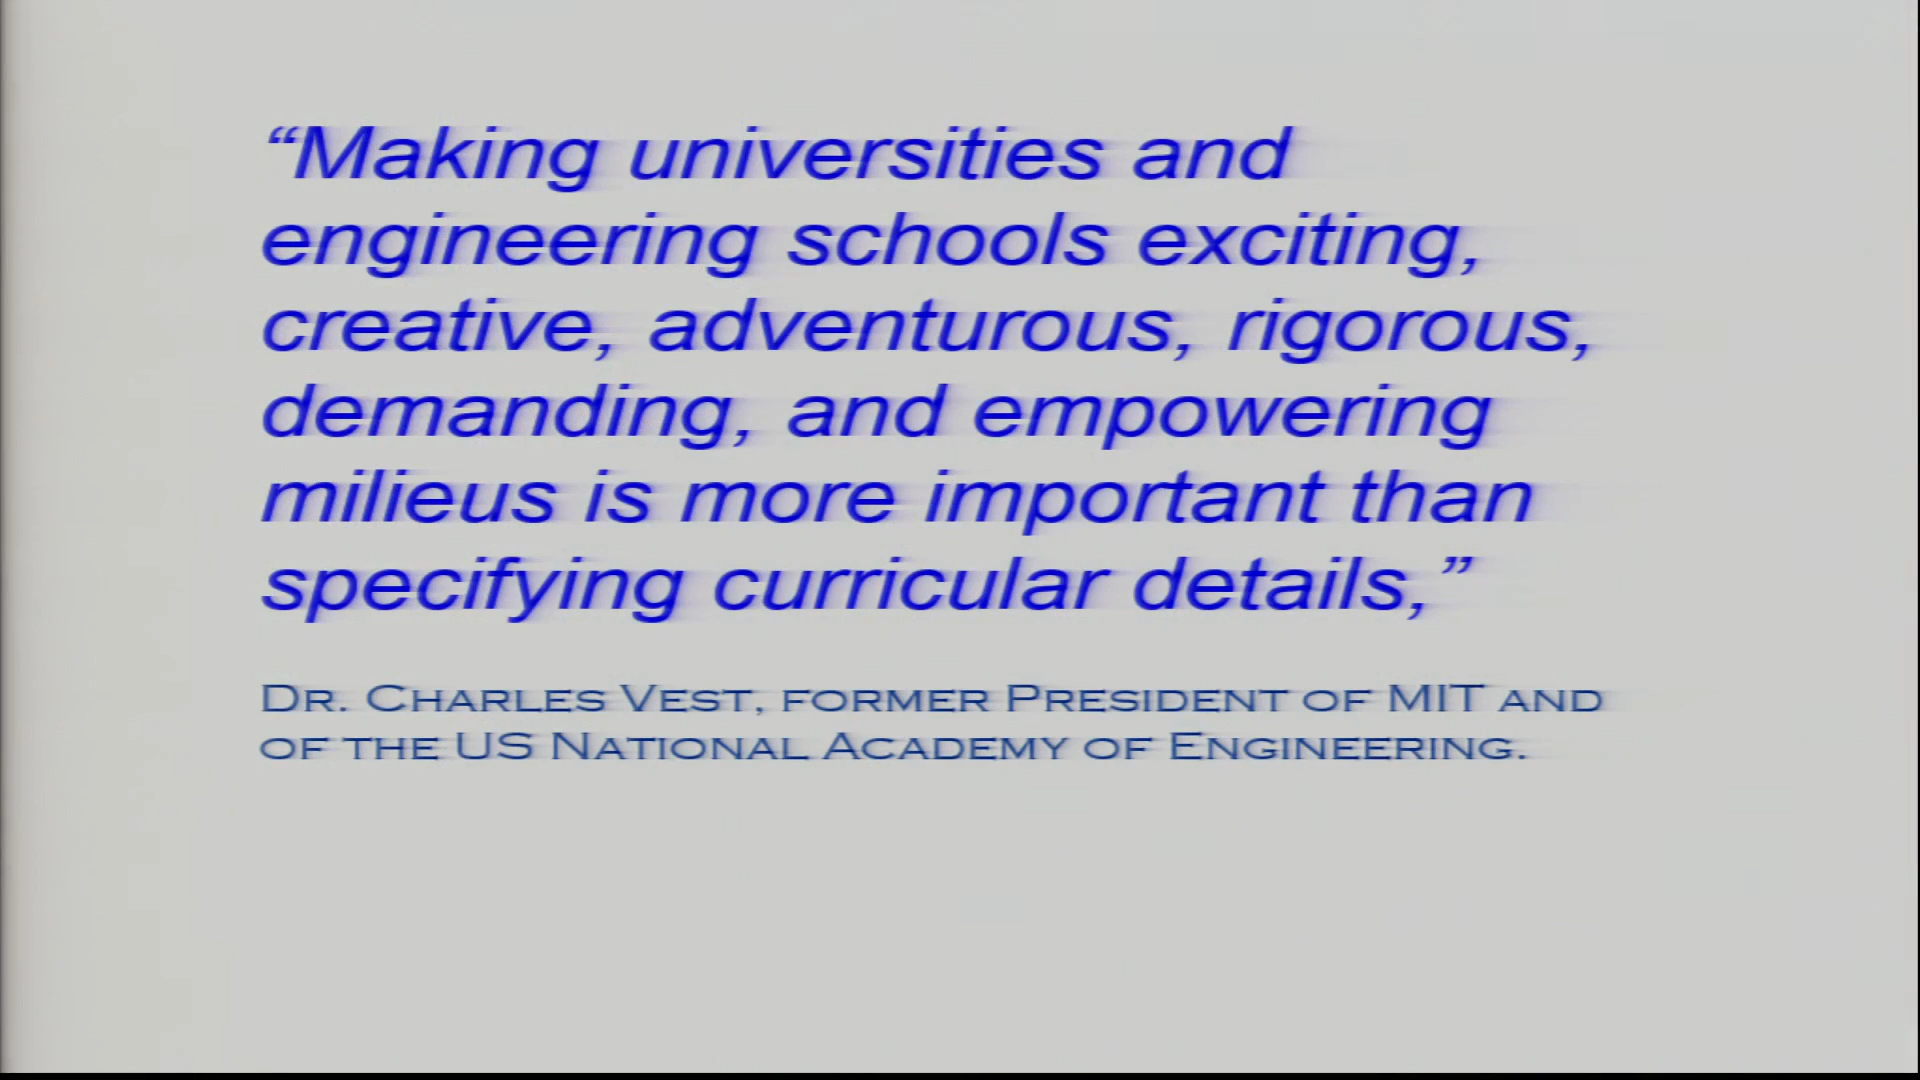 “Making universities and
engineering schools exciting,
creative, adventurous, rigorous,
demanding, and empowering
milieus is more important than
specifying curricular details,”
Dr. Charles Vest, former President of MIT and
of the US National Academy of Engineering.